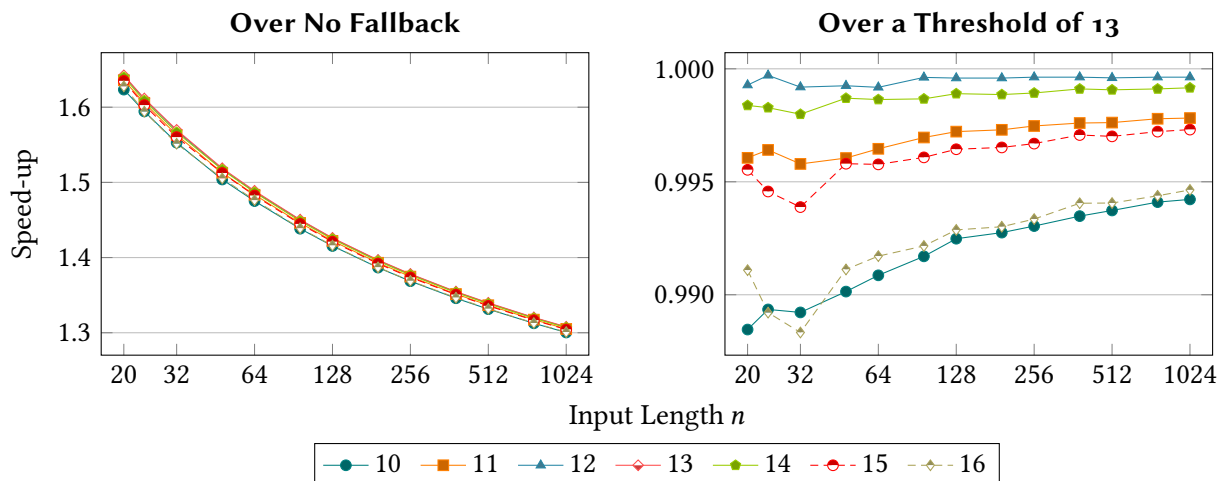 Over No Fallback
Over a Threshold of 13
Speed-up
1.6
1.5
1.4
1.3
20 32 64 128 256 512 1024
1.000
0.995
0.990
20 32 64 128 256 512 1024
Input Length n
10 11 12 13 14 15 16